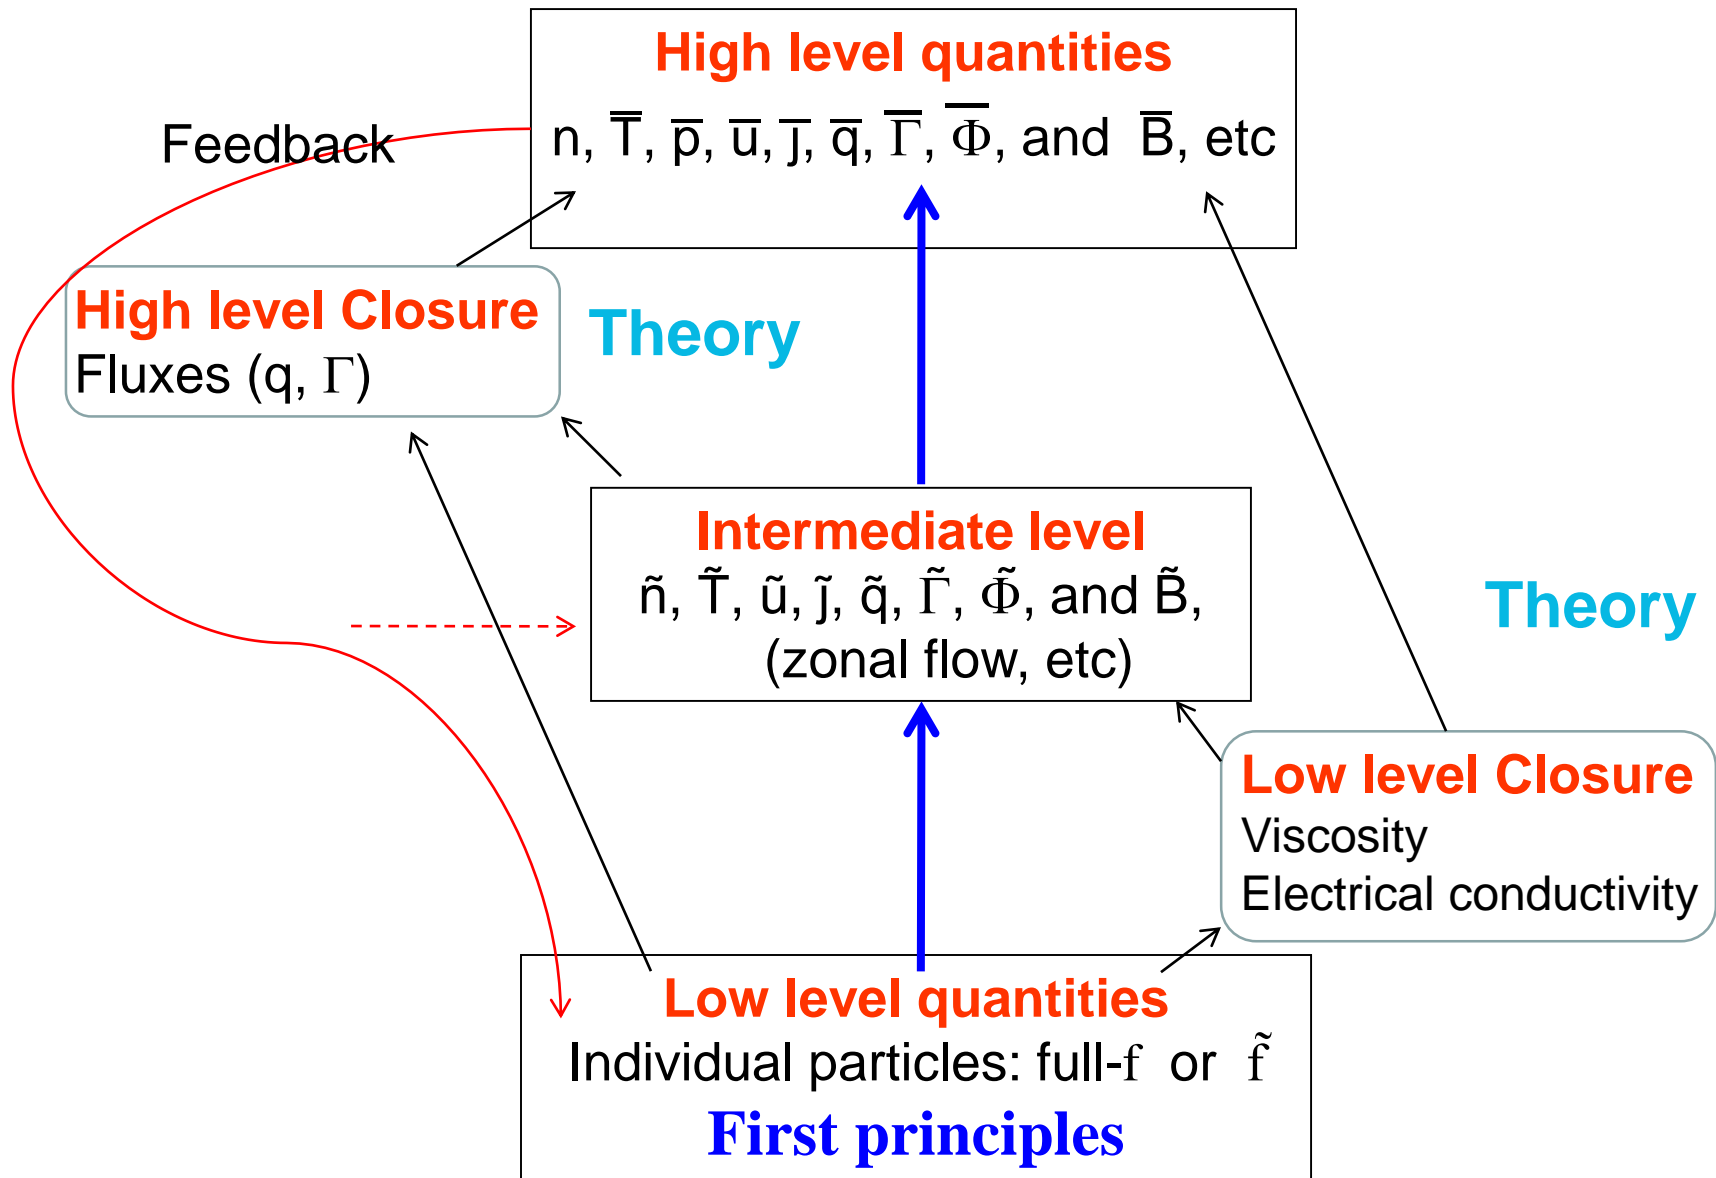 High level quantities
Feedback
n, T̿, p̅, u̅, j̅, q̅, Γ̿, Φ̅, and B̿, etc
High level Closure
Fluxes (q, Γ)
Theory
Intermediate level
ñ, T̃, ũ, j̃, q̃, Γ̃, Φ̃, and B̃,
(zonal flow, etc)
Theory
Low level Closure
Viscosity
Electrical conductivity
Low level quantities
Individual particles: full-f or f̃
First principles